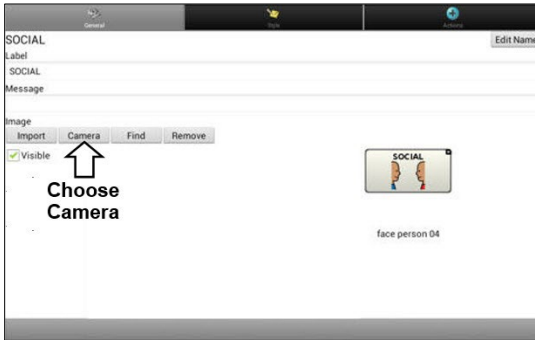 General
Style
Actions
SOCIAL
Edit Name
Label
SOCIAL
Message
Image
Import Camera Find Remove
Visible
SOCIAL
Choose
Camera
face person 04